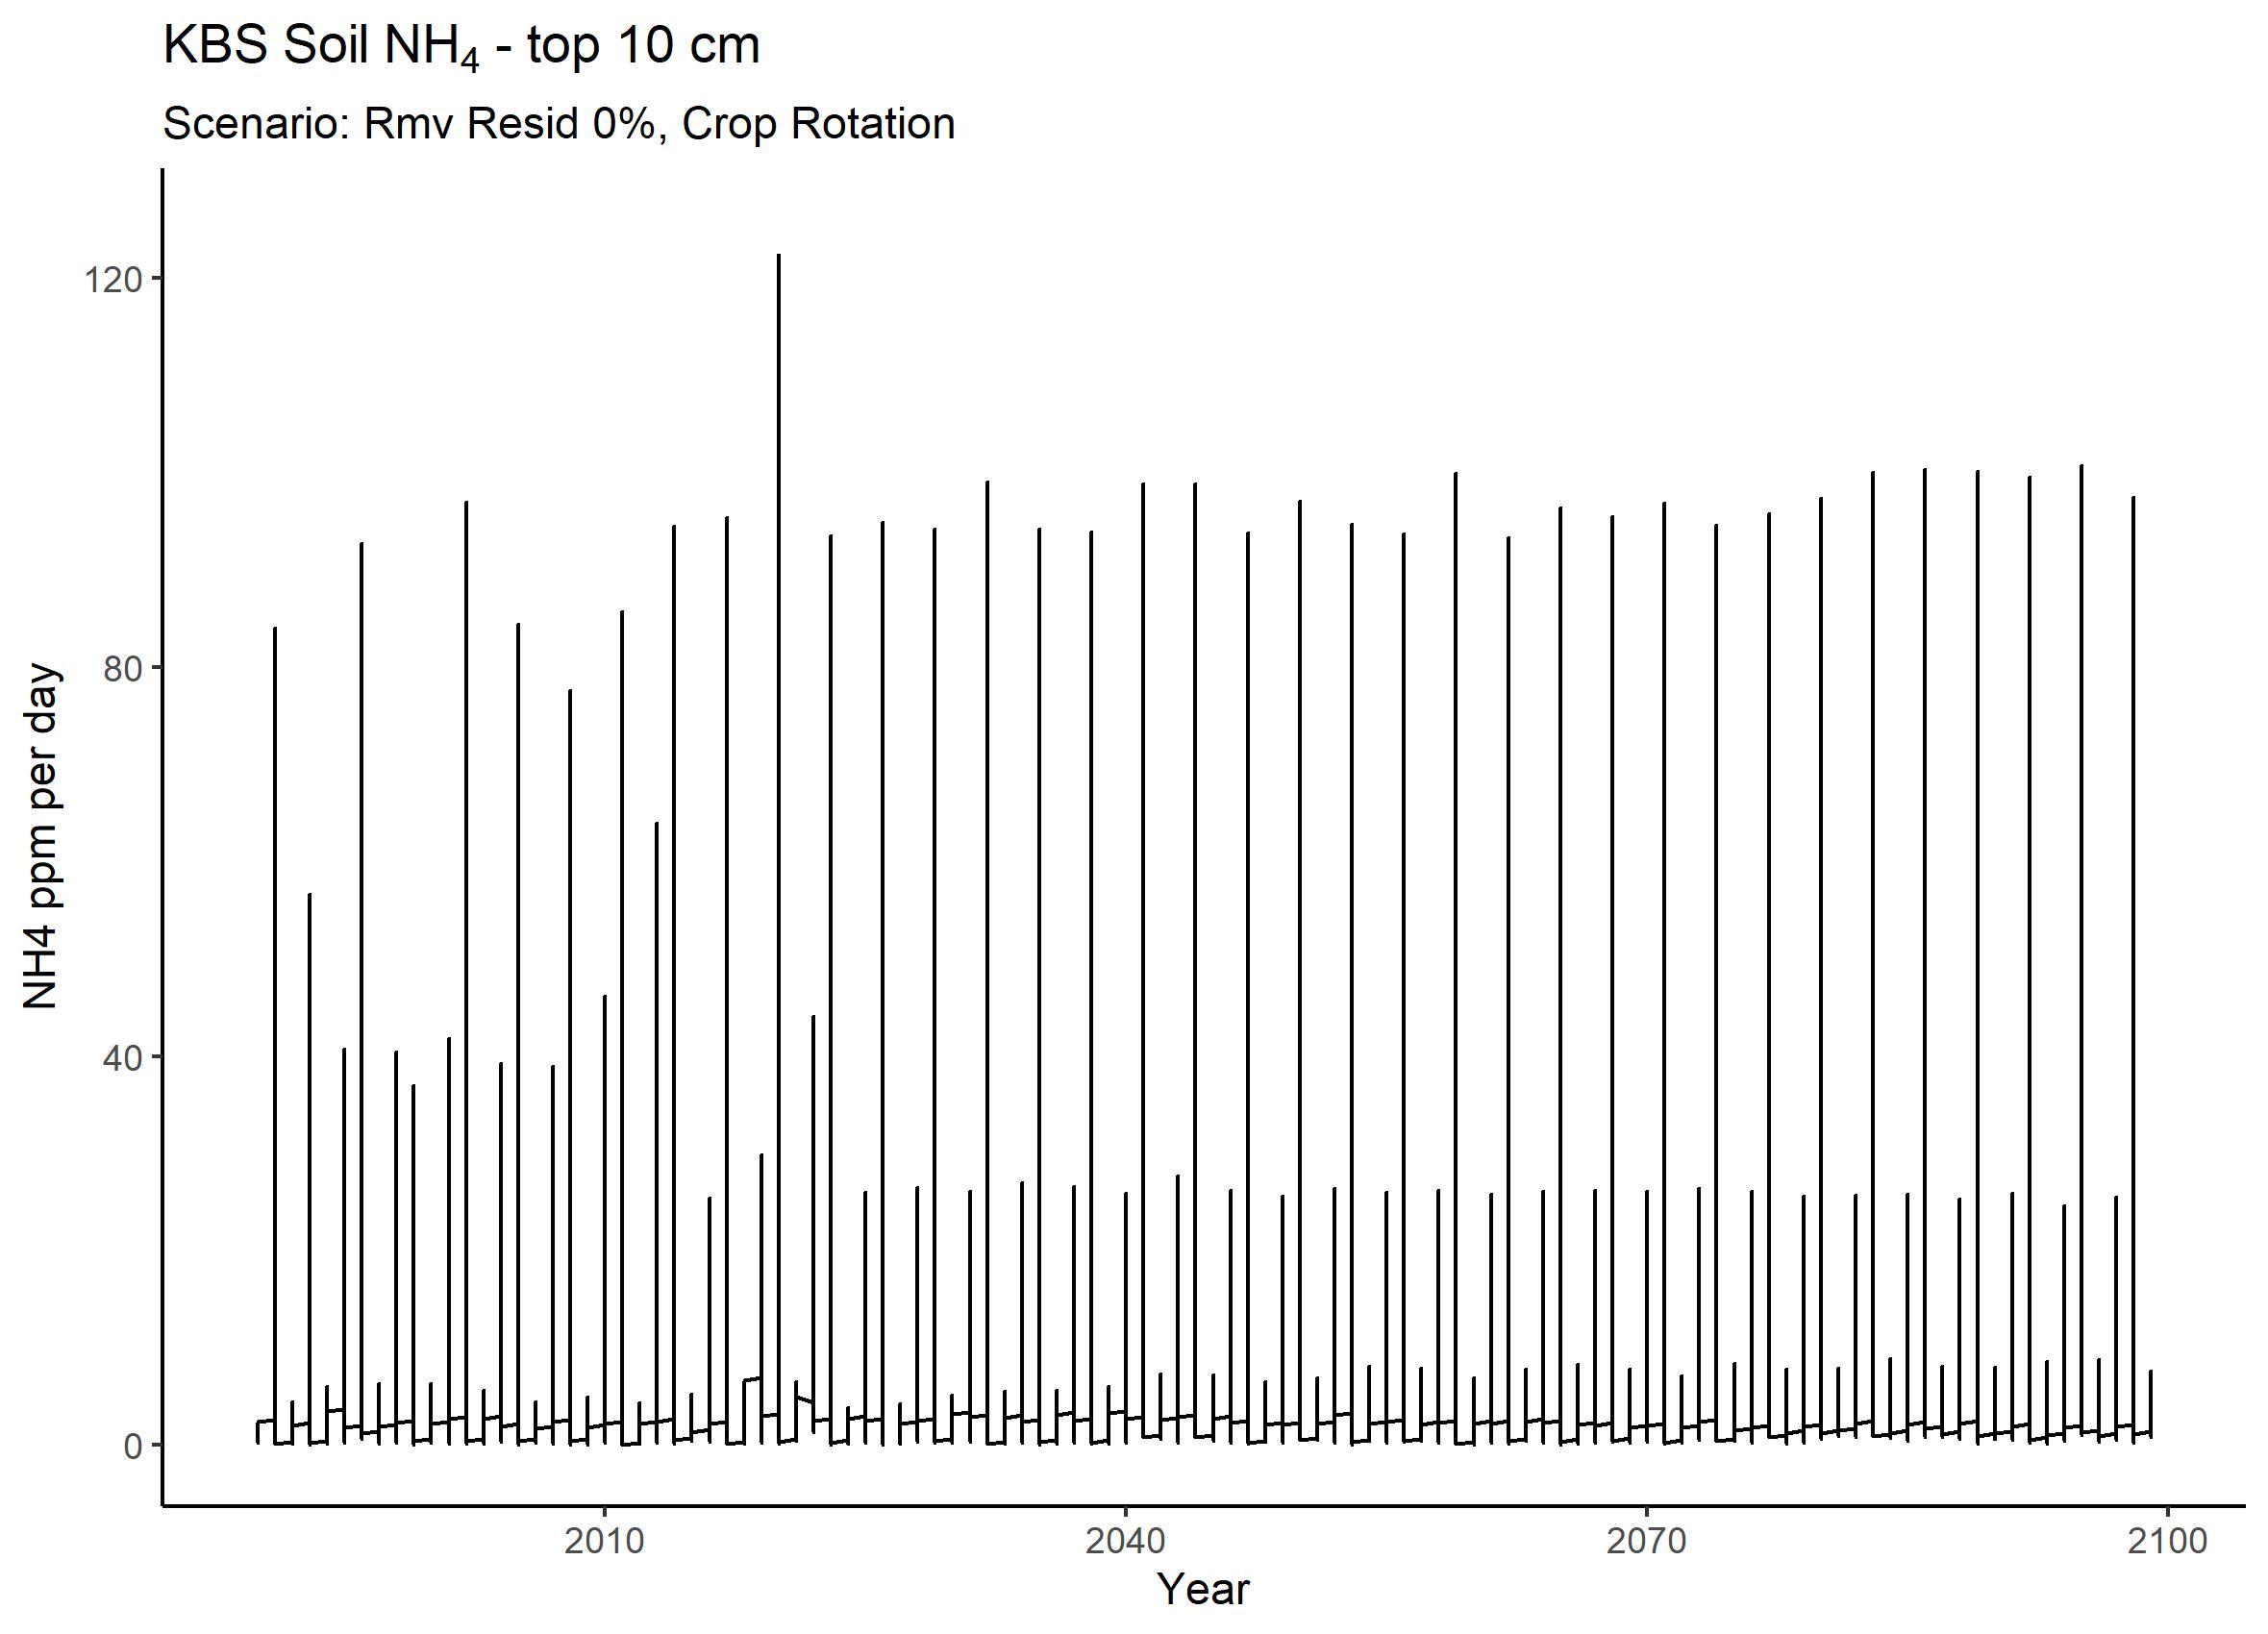 KBS Soil NH₄ - top 10 cm
Scenario: Rmv Resid 0%, Crop Rotation
NH4 ppm per day
120
80
40
0
2010 2040 2070 2100
Year